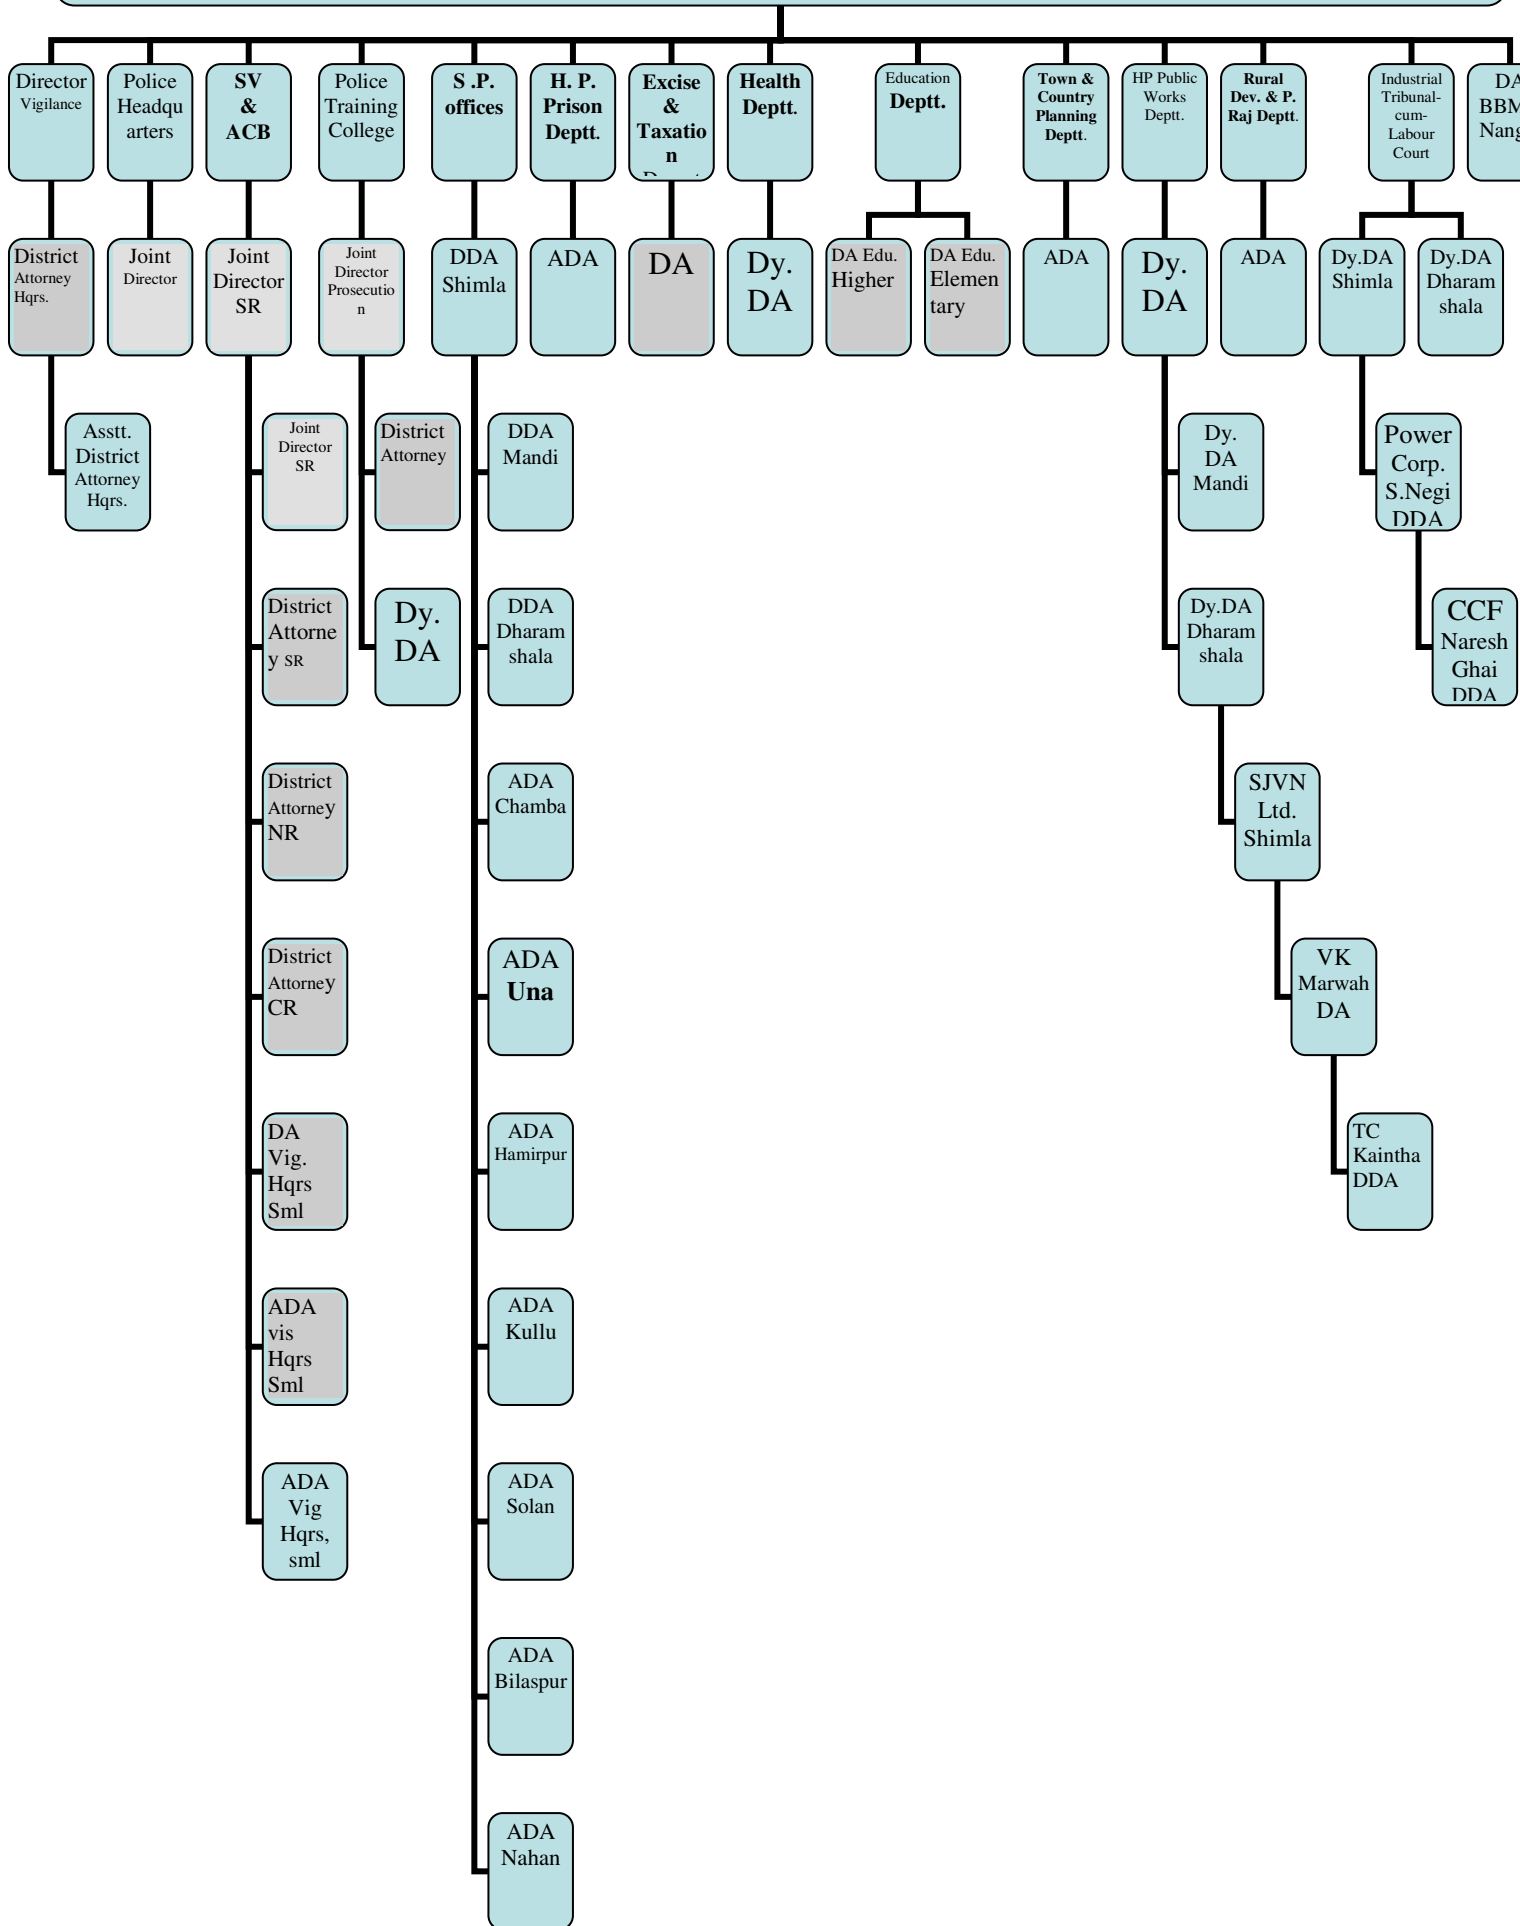 Director
Vigilance
Police
Headqu
arters
SV
&
ACB
Police
Training
College
S .P.
offices
H. P.
Prison
Deptt.
Excise
&
Taxatio
n
Health
Deptt.
Education
Deptt.
Town &
Country
Planning
Deptt.
HP Public
Works
Deptt.
Rural
Dev. & P.
Raj Deptt.
Industrial
Tribunal-
cum-
Labour
Court
District
Attorney
Hqrs.
Joint
Director
Joint
Director
SR
Joint
Director
Prosecutio
n
DDA
Shimla
ADA
DA
Dy.
DA
DA Edu.
Higher
DA Edu.
Elemen
tary
ADA
Dy.
DA
ADA
Dy.DA
Shimla
Dy.DA
Dharam
shala
Asstt.
District
Attorney
Hqrs.
Joint
Director
SR
District
Attorney
DDA
Mandi
Dy.
DA
Mandi
Power
Corp.
S.Negi
DDA
District
Attorne
y SR
Dy.
DA
DDA
Dharam
shala
Dy.DA
Dharam
shala
CCF
Naresh
Ghai
DDA
District
Attorney
NR
ADA
Chamba
SJVN
Ltd.
Shimla
District
Attorney
CR
ADA
Una
VK
Marwah
DA
DA
Vig.
Hqrs
Sml
ADA
Hamirpur
TC
Kaintha
DDA
ADA
vis
Hqrs
Sml
ADA
Kullu
ADA
Vig
Hqrs,
sml
ADA
Solan
ADA
Bilaspur
ADA
Nahan